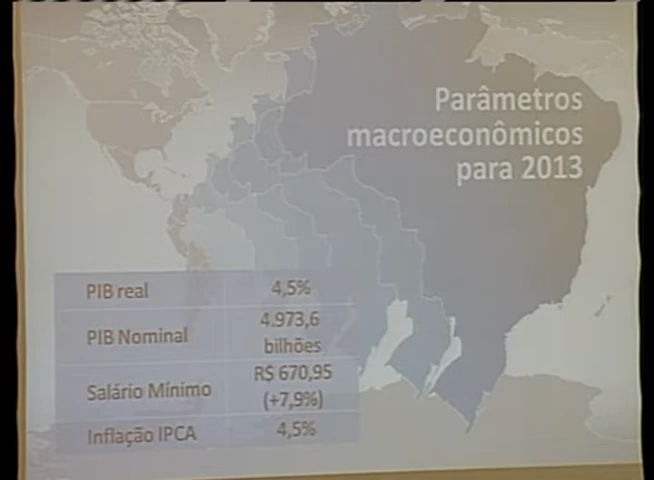 Parâmetros
macroeconômicos
para 2013
PIB real 4,5%
PIB Nominal 4.973,6
bilhões
Salário Mínimo R$ 670,95
(+7,9%)
Inflação IPCA 4,5%